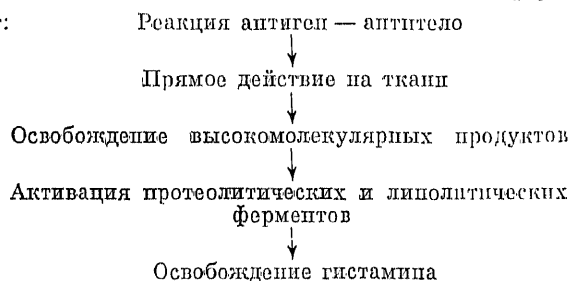 г: Реакция антиген — антитело
Прямое действие на ткани
Освобождение высокомолекулярных продуктов
Активация протеолитических и липолитических
ферментов
Освобождение гистамина